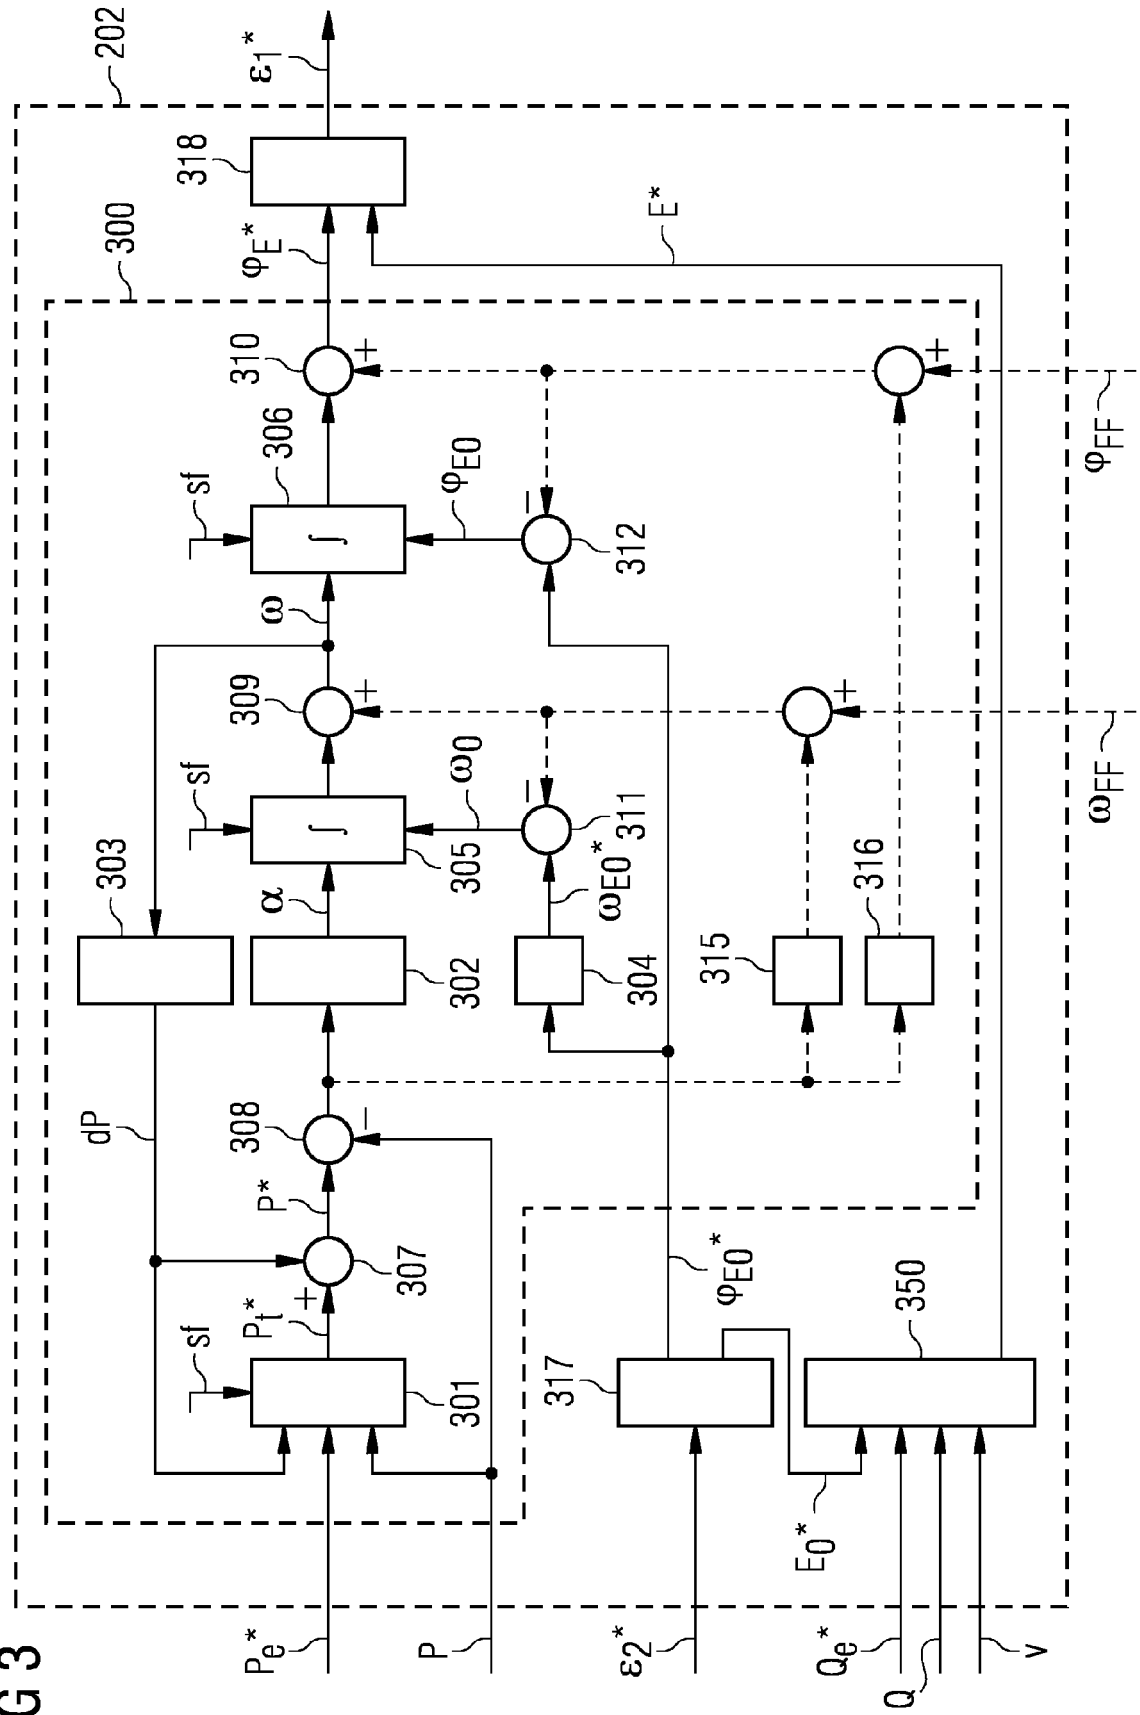 202
ε1*
318
300
φE*
E*
310
306
sf
φE0
312
φFF
ω
309
sf
ω0
311
ωFF
303
α
305
ωE0*
316
302
304
315
dP
308
P*
307
φE0*
350
Pt*
sf
301
317
E0*
Pe*
P
ε2*
Qe*
Q
v
G 3
+
+
+
−
+
−
+
−
+
∫
∫